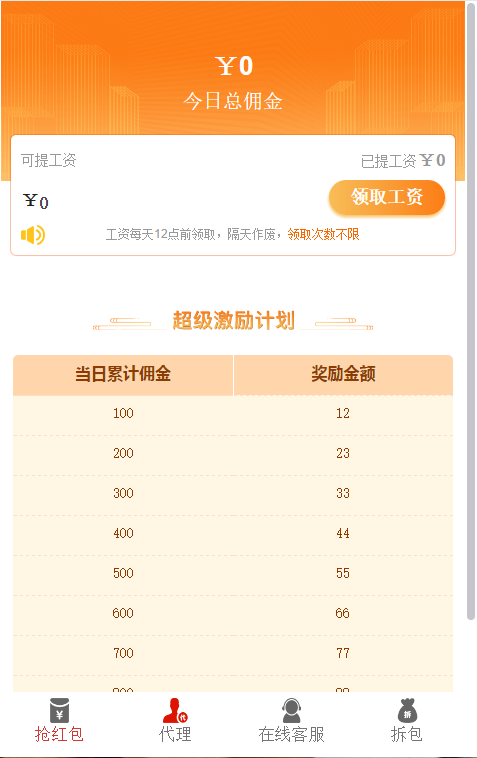 ￥0
今日总佣金
可提工资 已提工资￥0
￥0 领取工资
工资每天12点前领取，隔天作废，领取次数不限
超级激励计划
当日累计佣金 奖励金额
100 12
200 23
300 33
400 44
500 55
600 66
700 77
￥ 代 拆
抢红包 代理 在线客服 拆包